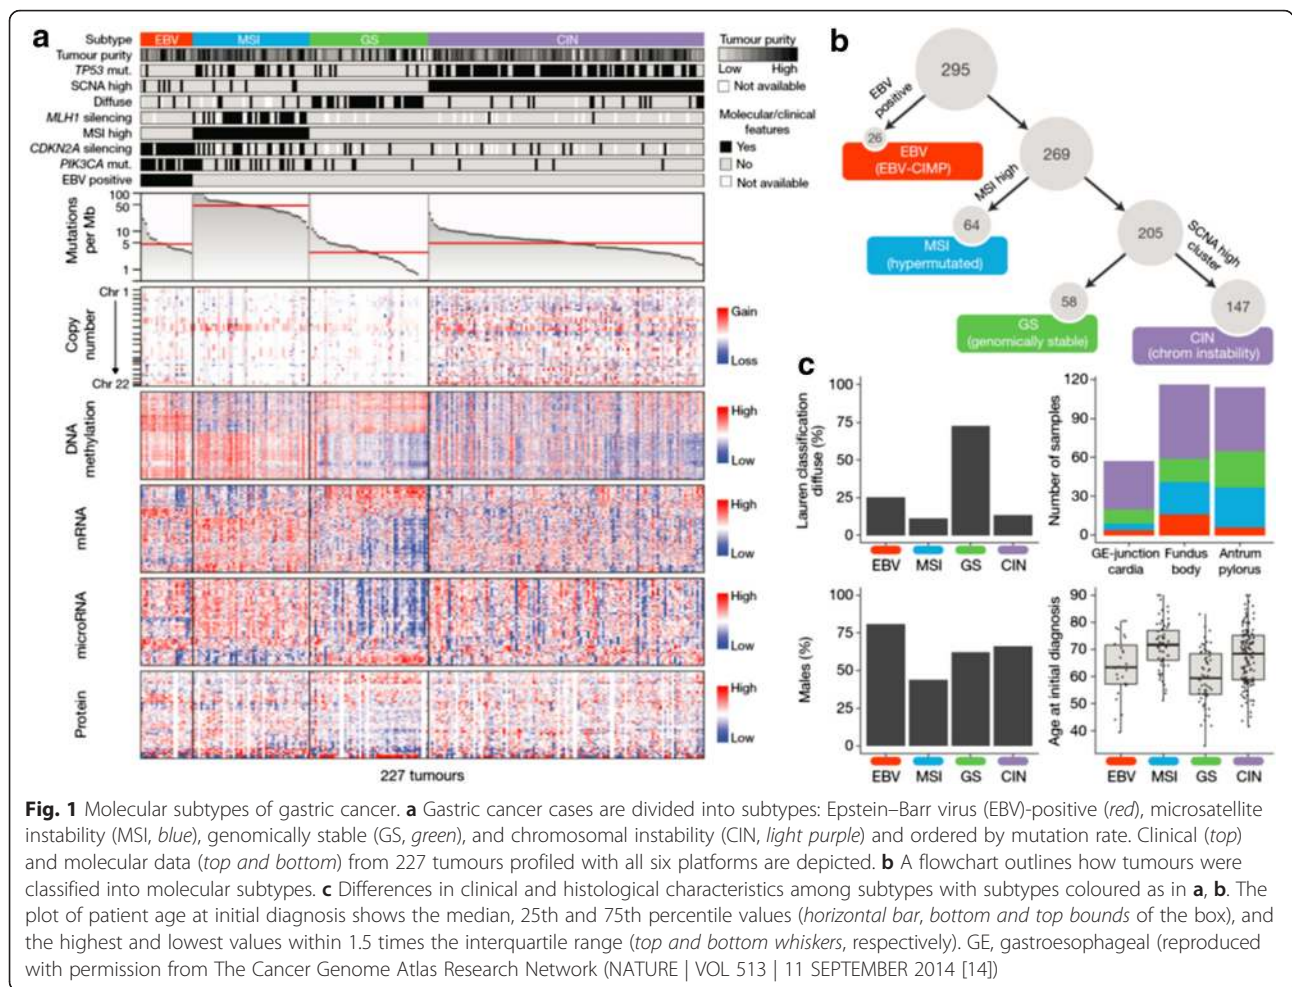 a
Subtype EBV MSI GS CIN
Tumour purity
TP53 mut.
SCNA high
Diffuse
MLH1 silencing
MSI high
CDKN2A silencing
PIK3CA mut.
EBV positive
Tumour purity
Low High
Not available
Molecular/clinical
features
Yes
No
Not available
Mutations
per Mb
100
50
10
5
1
Chr 1
Copy
number
Chr 22
Gain
Loss
DNA
methylation
High
Low
mRNA
High
Low
microRNA
High
Low
Protein
High
Low
227 tumours
b
295
EBV
positive
26
EBV
(EBV-CIMP)
269
MSI high
64
MSI
(hypermutated)
205
SCNA high
cluster
58
GS
(genomically stable)
147
CIN
(chrom instability)
c
Lauren classification
diffuse (%)
100
75
50
25
0
EBV MSI GS CIN
Number of samples
120
90
60
30
0
GE-junction Fundus Antrum
cardia body pylorus
Males (%)
100
75
50
25
0
EBV MSI GS CIN
Age at initial diagnosis
90
80
70
60
50
40
EBV MSI GS CIN
Fig. 1 Molecular subtypes of gastric cancer. a Gastric cancer cases are divided into subtypes: Epstein–Barr virus (EBV)-positive (red), microsatellite
instability (MSI, blue), genomically stable (GS, green), and chromosomal instability (CIN, light purple) and ordered by mutation rate. Clinical (top)
and molecular data (top and bottom) from 227 tumours profiled with all six platforms are depicted. b A flowchart outlines how tumours were
classified into molecular subtypes. c Differences in clinical and histological characteristics among subtypes with subtypes coloured as in a, b. The
plot of patient age at initial diagnosis shows the median, 25th and 75th percentile values (horizontal bar, bottom and top bounds of the box), and
the highest and lowest values within 1.5 times the interquartile range (top and bottom whiskers, respectively). GE, gastroesophageal (reproduced
with permission from The Cancer Genome Atlas Research Network (NATURE | VOL 513 | 11 SEPTEMBER 2014 [14])